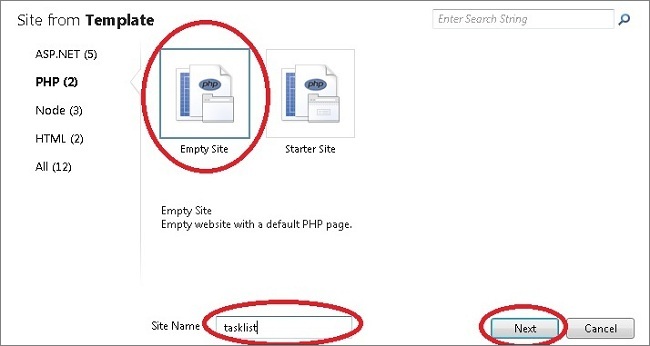 Site from Template
Enter Search String
ASP.NET (5)
PHP (2)
Node (3)
HTML (2)
All (12)
php
php
Empty Site
Starter Site
Empty Site
Empty website with a default PHP page.
Site Name
tasklist
Next
Cancel